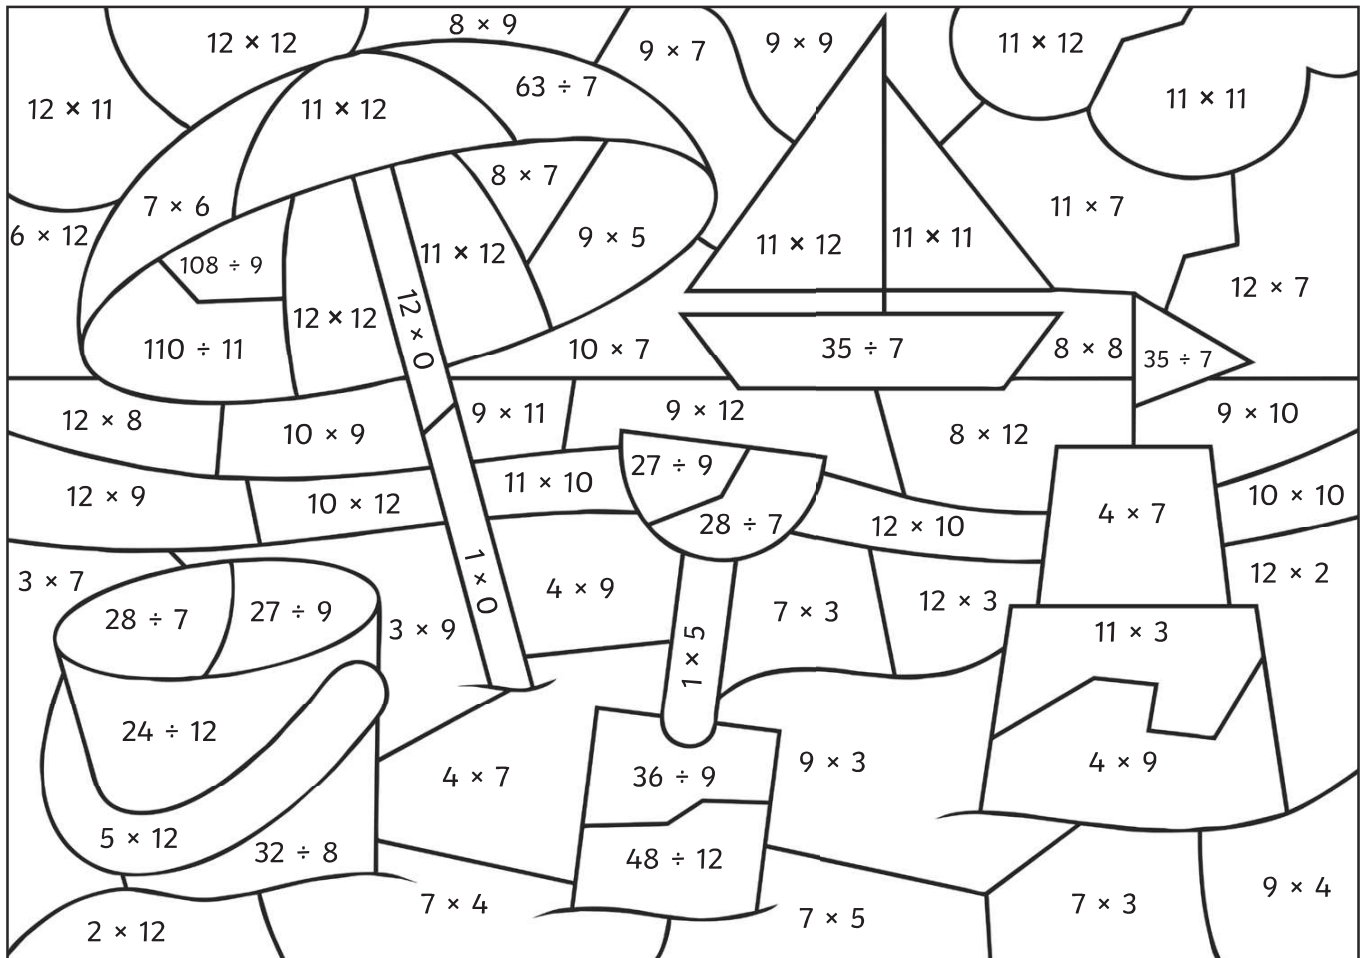 12 × 12
8 × 9
9 × 7
9 × 9
11 × 12
12 × 11
11 × 12
63 ÷ 7
11 × 11
7 × 6
8 × 7
11 × 7
6 × 12
108 ÷ 9
11 × 12
9 × 5
11 × 12
11 × 11
12 × 7
110 ÷ 11
12 × 12
12 × 0
10 × 7
35 ÷ 7
8 × 8
35 ÷ 7
12 × 8
10 × 9
9 × 11
9 × 12
8 × 12
9 × 10
12 × 9
10 × 12
11 × 10
27 ÷ 9
28 ÷ 7
12 × 10
4 × 7
10 × 10
3 × 7
28 ÷ 7
27 ÷ 9
3 × 9
1 × 0
4 × 9
1 × 5
7 × 3
12 × 3
11 × 3
12 × 2
24 ÷ 12
4 × 7
36 ÷ 9
9 × 3
4 × 9
5 × 12
32 ÷ 8
48 ÷ 12
2 × 12
7 × 4
7 × 5
7 × 3
9 × 4